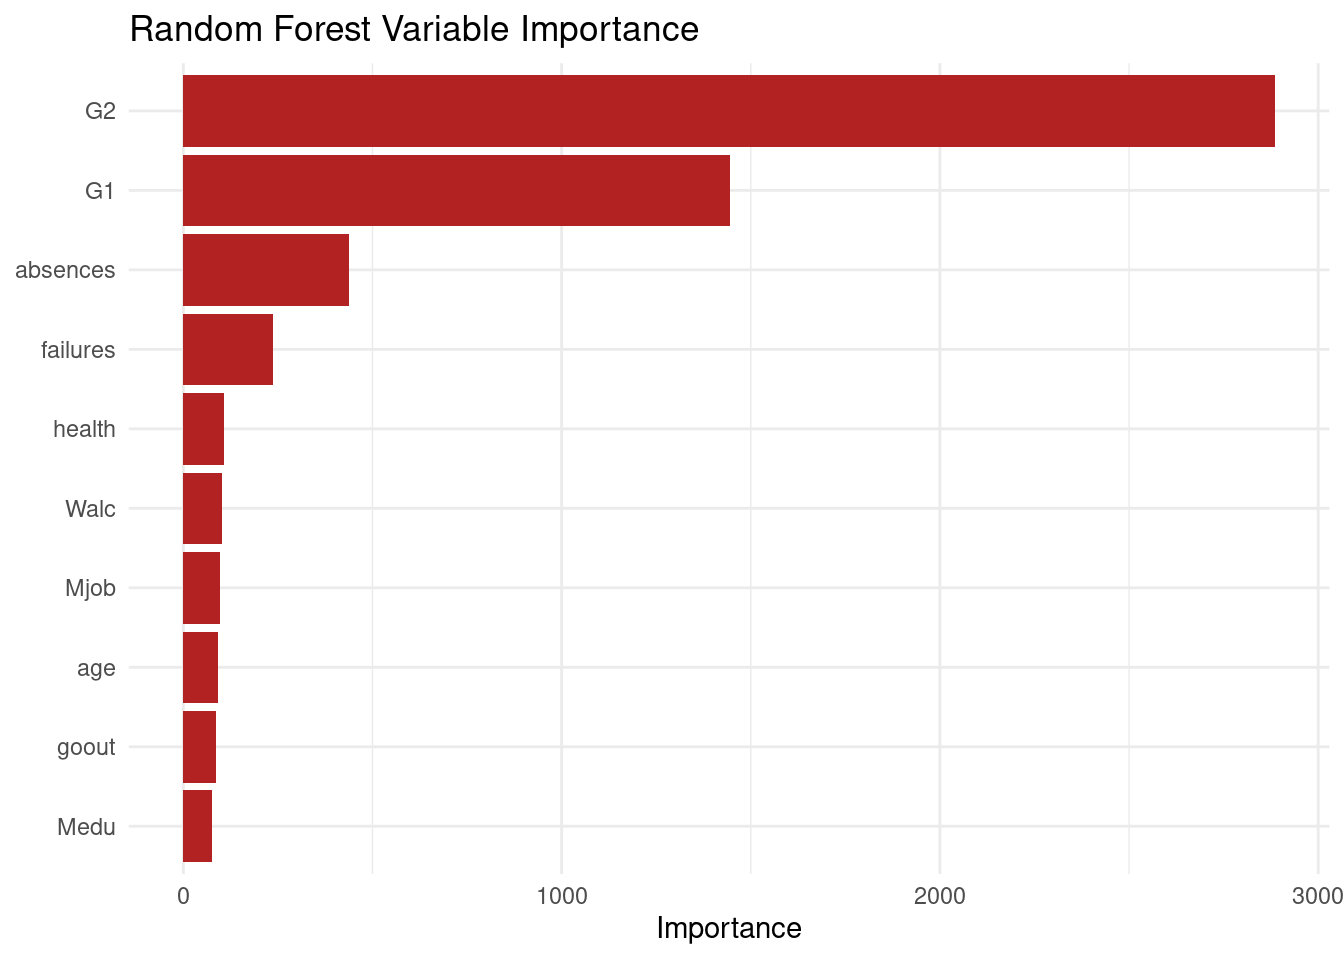 Random Forest Variable Importance
G2
G1
absences
failures
health
Walc
Mjob
age
goout
Medu
0 1000 2000 3000
Importance